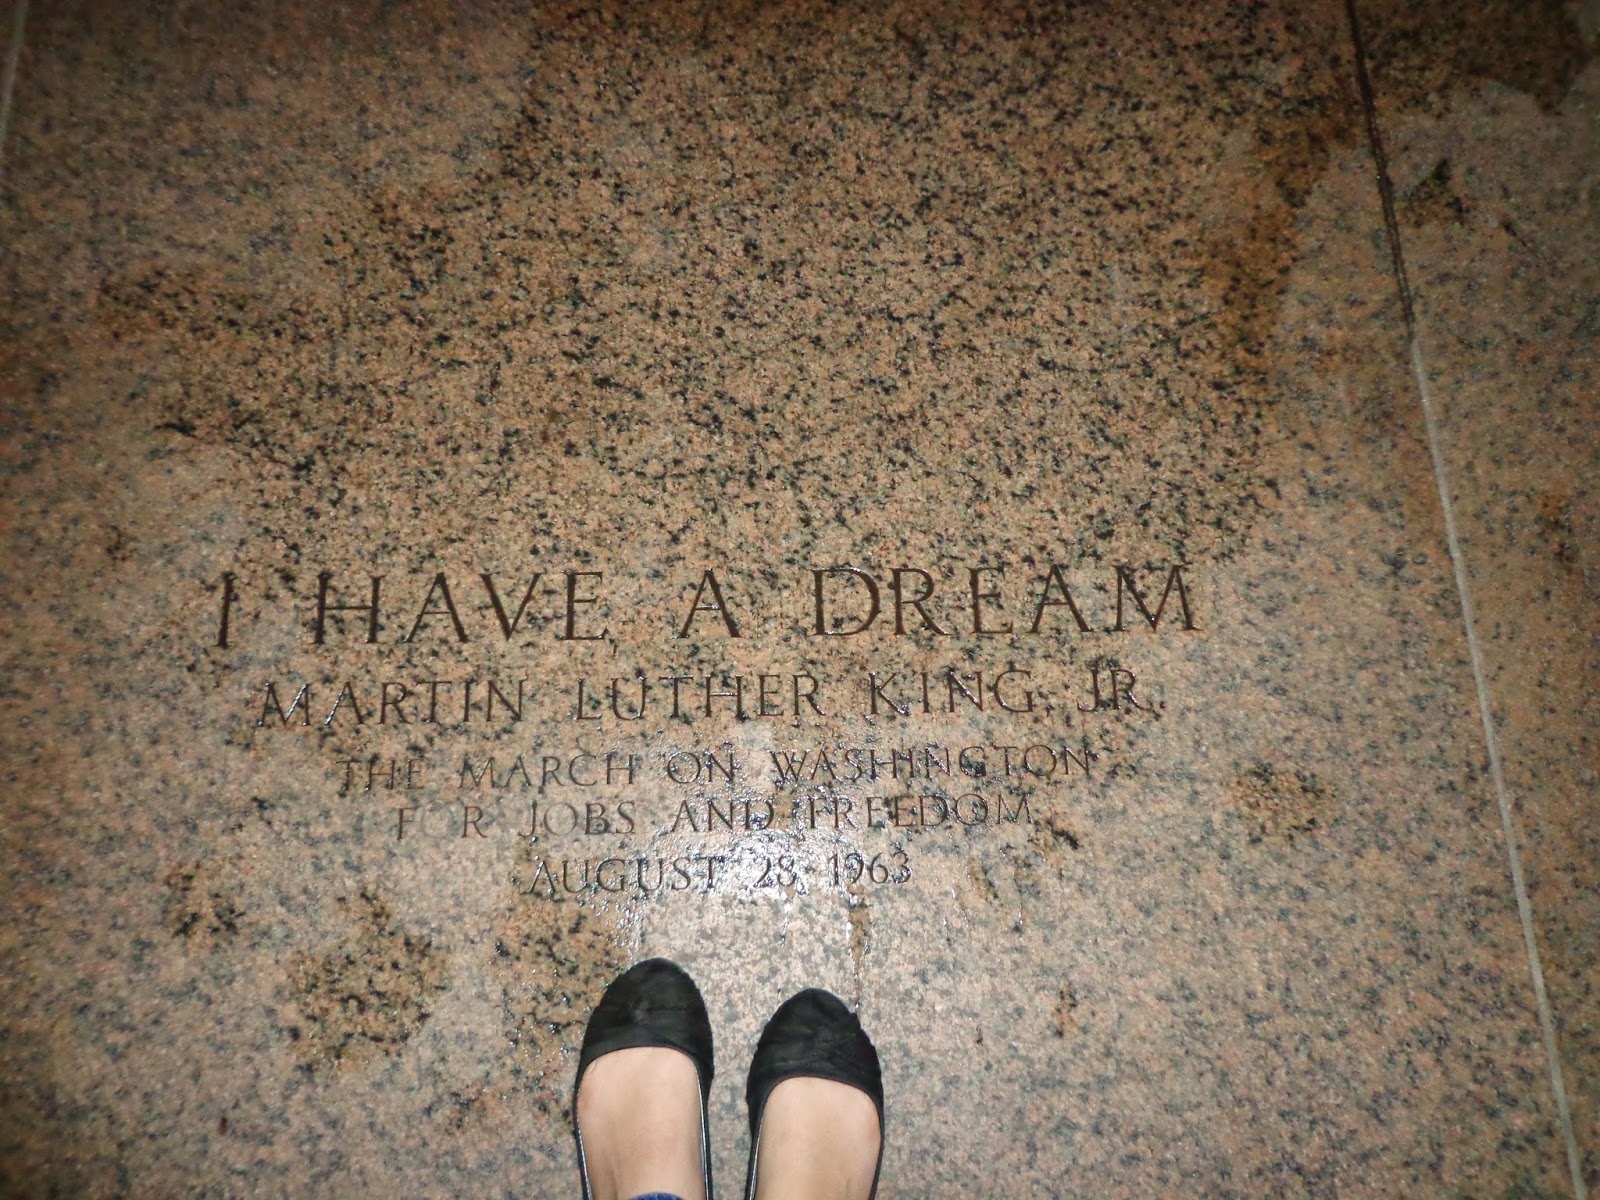 I HAVE A DREAM
MARTIN LUTHER KING, JR.
THE MARCH ON WASHINGTON
FOR JOBS AND FREEDOM
AUGUST 28, 1963